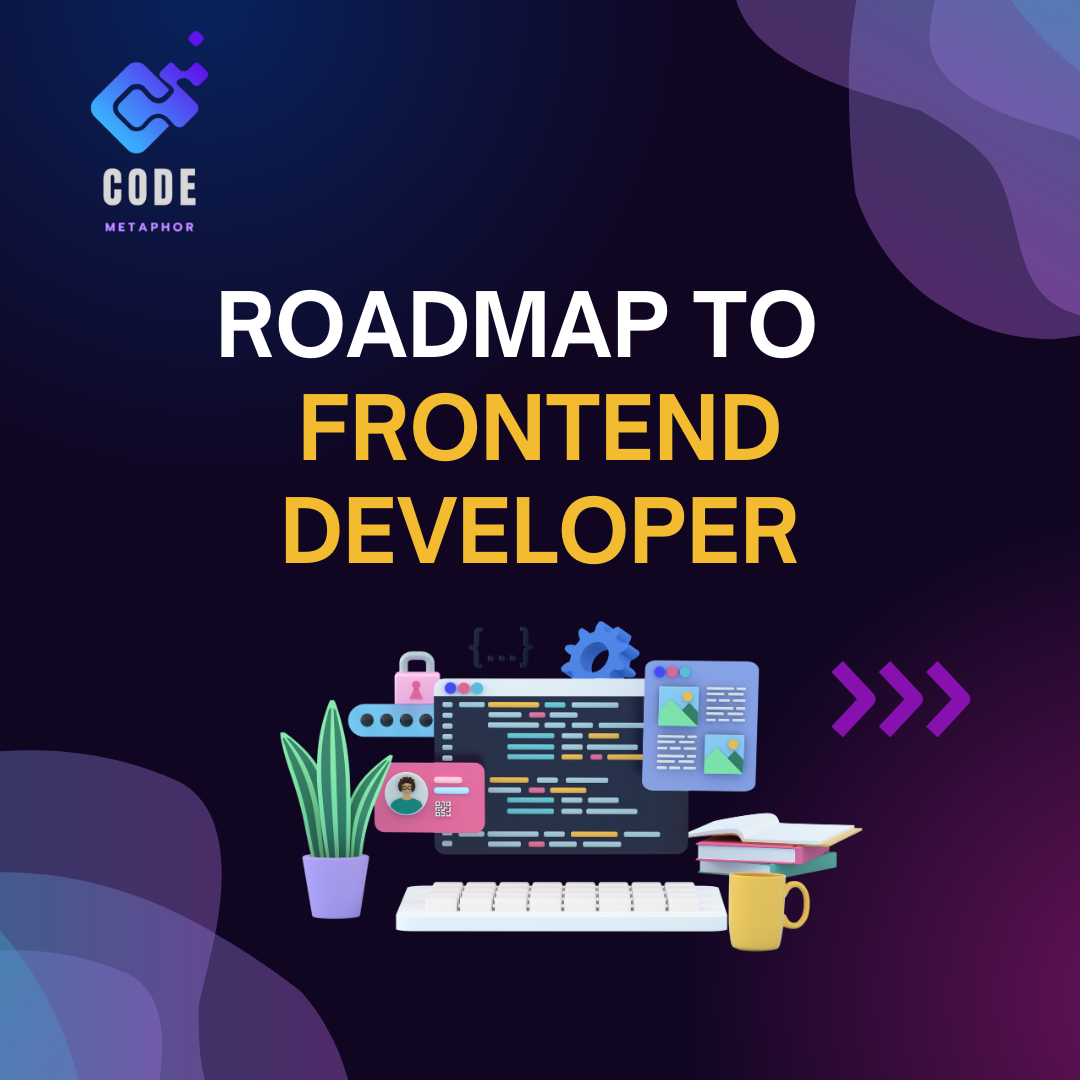 CODE
METAPHOR
ROADMAP TO
FRONTEND
DEVELOPER
{...}